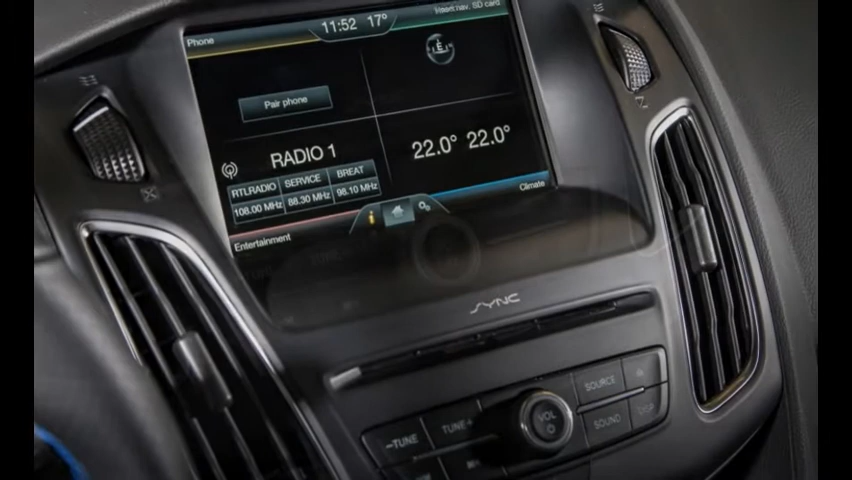 Phone
11:52 17°
Pair phone
E
RADIO 1
22.0° 22.0°
RTLRADIO SERVICE BREAT
108.00 MHz 88.30 MHz 98.10 MHz
Climate
Entertainment
SYNC
-TUNE TUNE+ VOL SOURCE
SOUND DISP